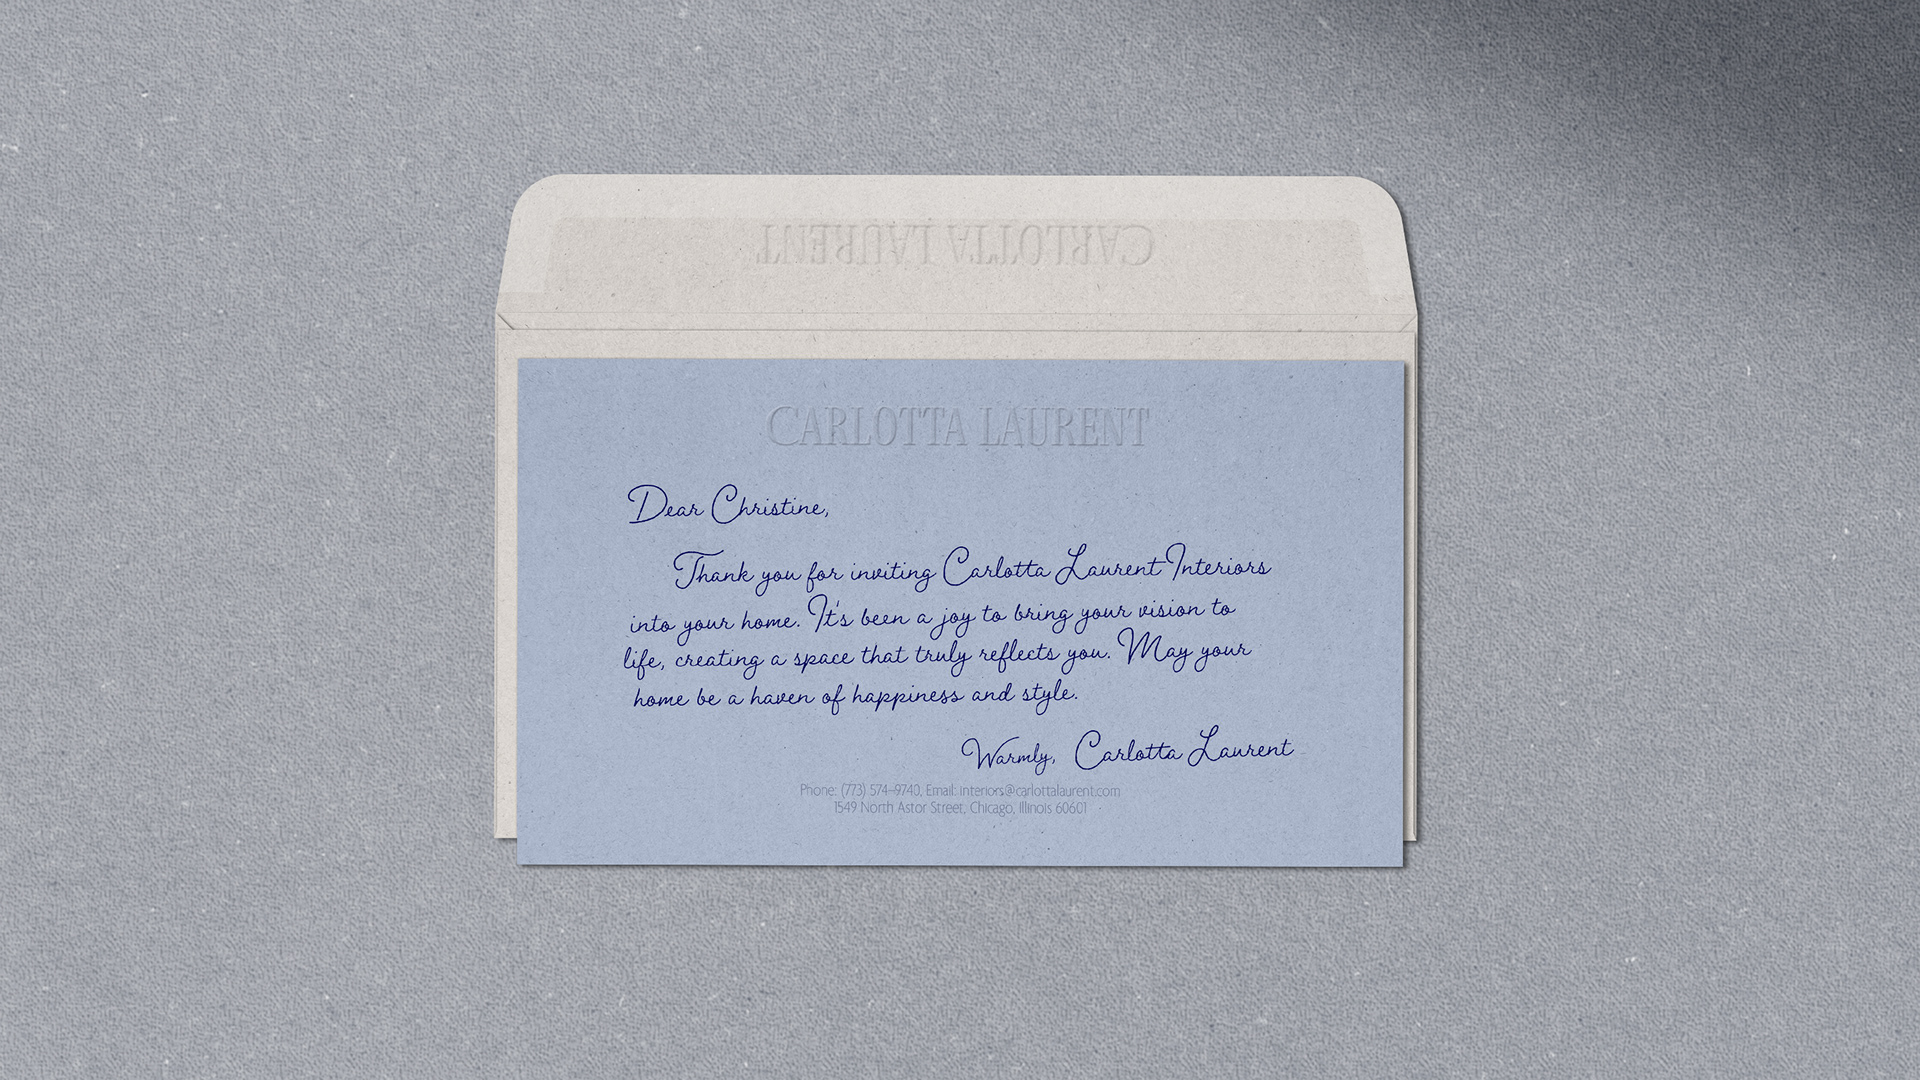 CARLOTTA LAURENT
CARLOTTA LAURENT
Dear Christine,
Thank you for inviting Carlotta Laurent Interiors
into your home. It's been a joy to bring your vision to
life, creating a space that truly reflects you. May your
home be a haven of happiness and style.
Warmly, Carlotta Laurent
Phone: (773) 574–9740, Email: interiors@carlottalaurent.com
1549 North Astor Street, Chicago, Illinois 60601